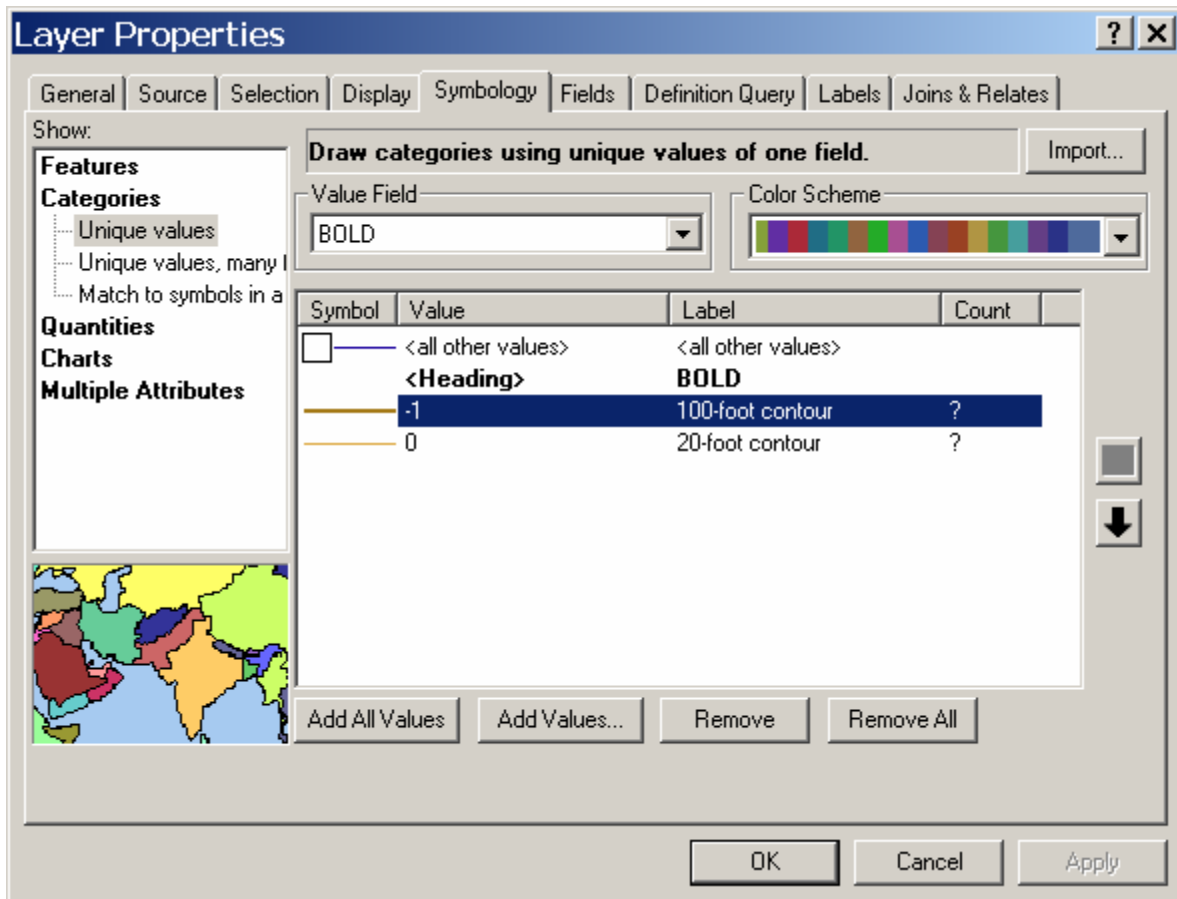 Layer Properties
General Source Selection Display Symbology Fields Definition Query Labels Joins & Relates
Show:
Features
Categories
Unique values
Unique values, many
Match to symbols in a
Quantities
Charts
Multiple Attributes
Draw categories using unique values of one field.
Import...
Value Field
BOLD
Color Scheme
Symbol Value Label Count
<all other values> <all other values>
<Heading> BOLD
-1 100-foot contour ?
0 20-foot contour ?
Add All Values Add Values... Remove Remove All
OK Cancel Apply